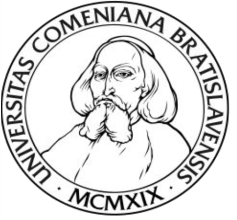 UNIVERSITAS COMENIANA BRATISLAVENSIS
· MCMXIX ·